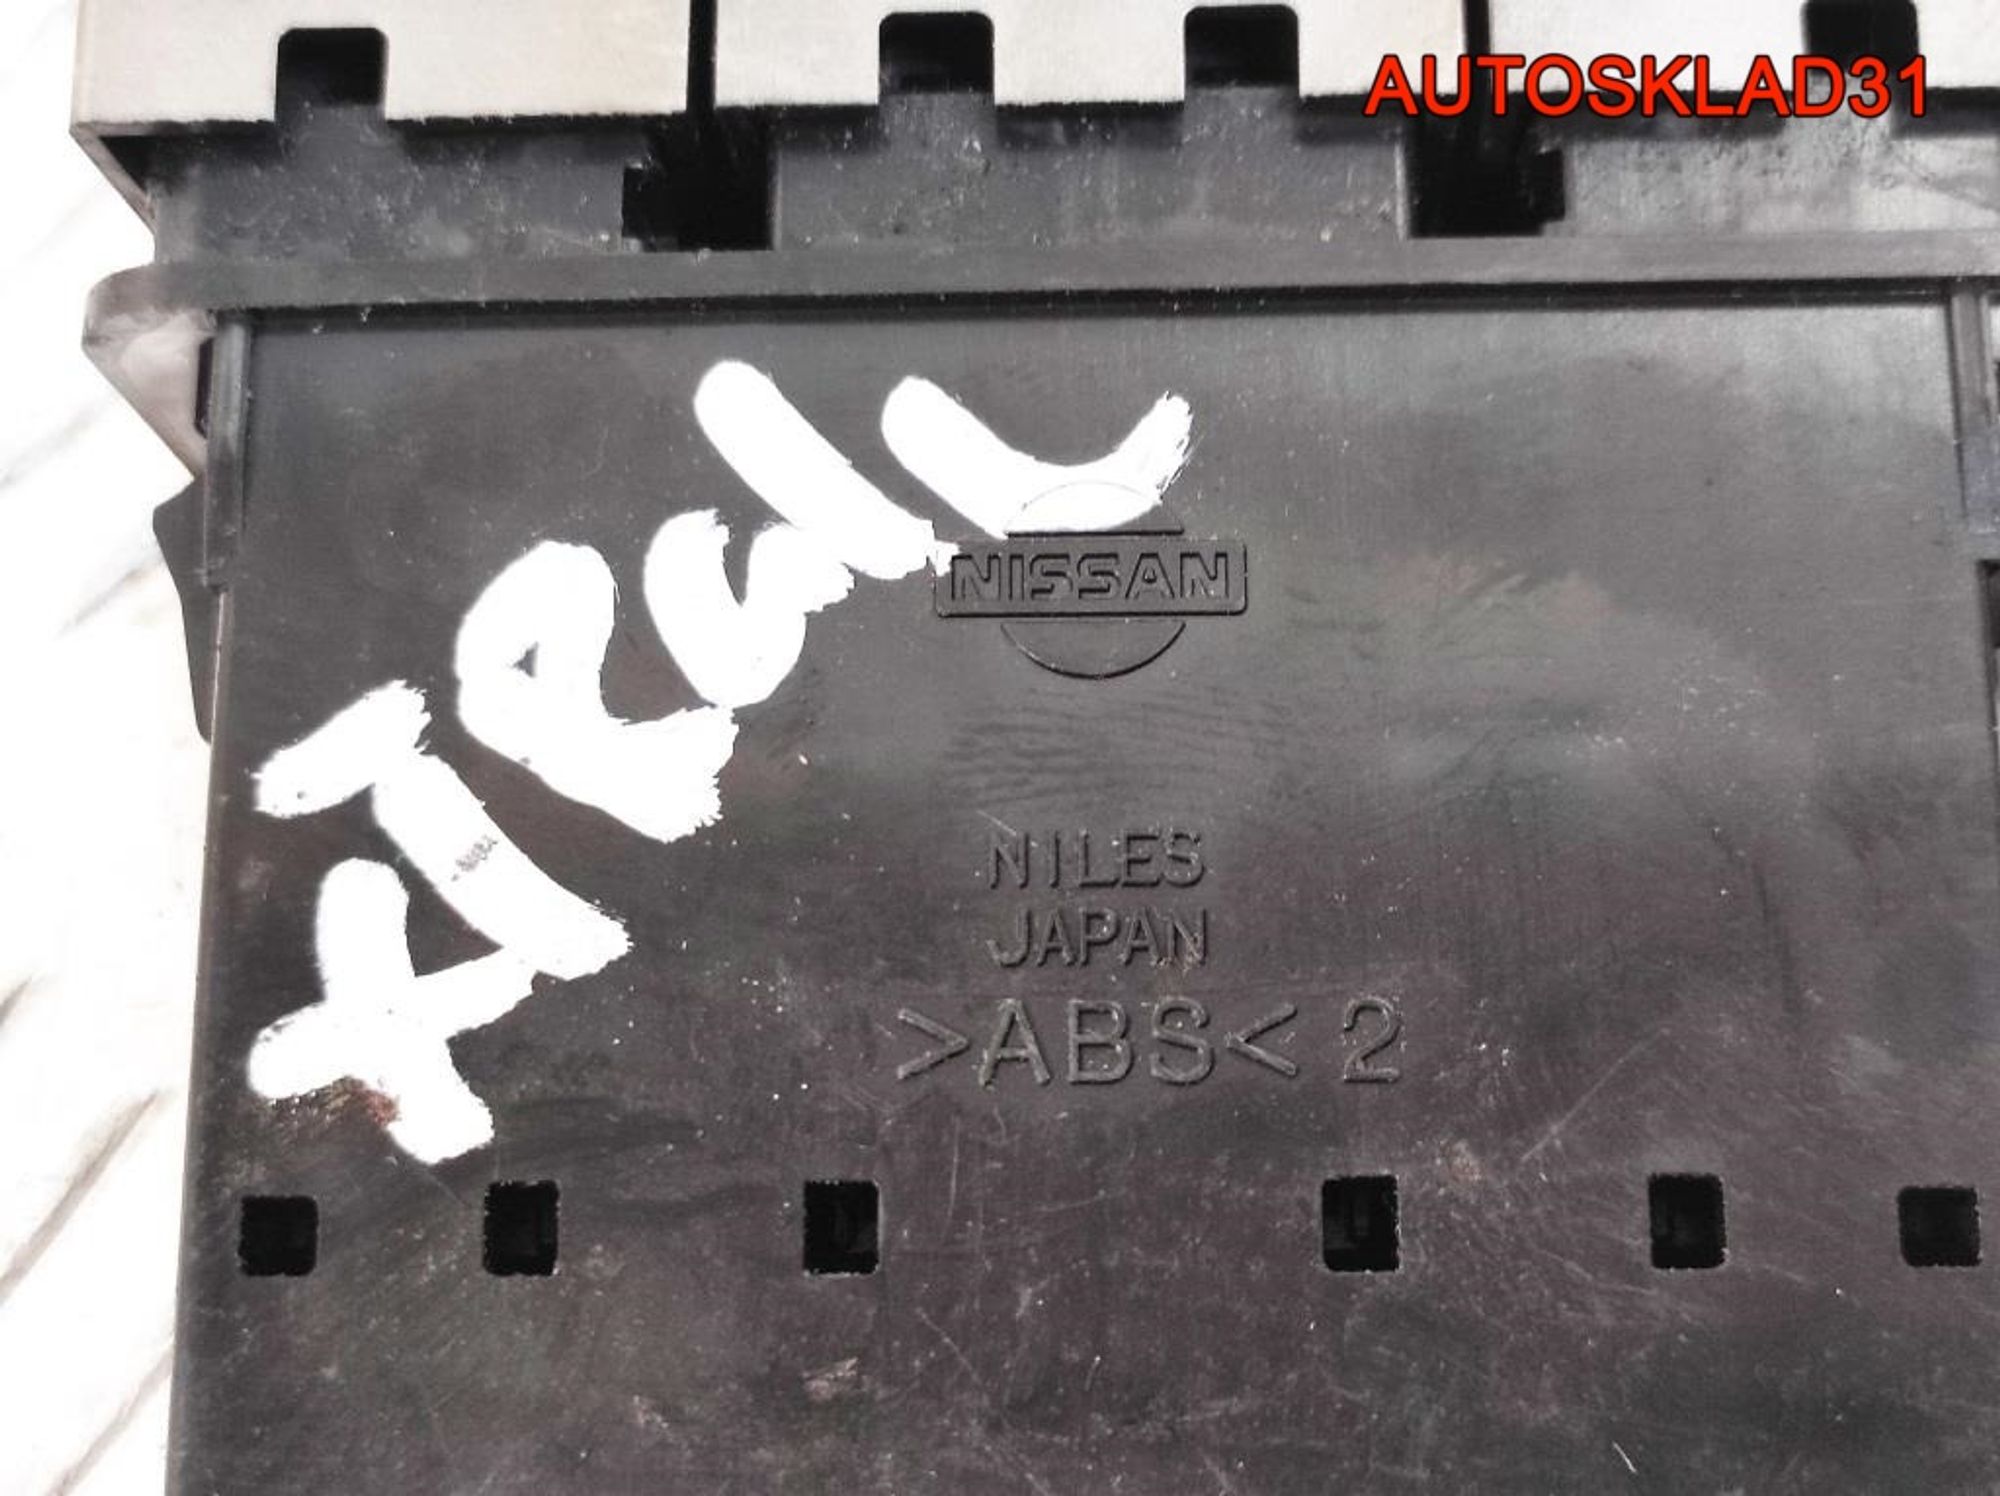 AUTOSKLAD31
NISSAN
NILES
JAPAN
>ABS< 2